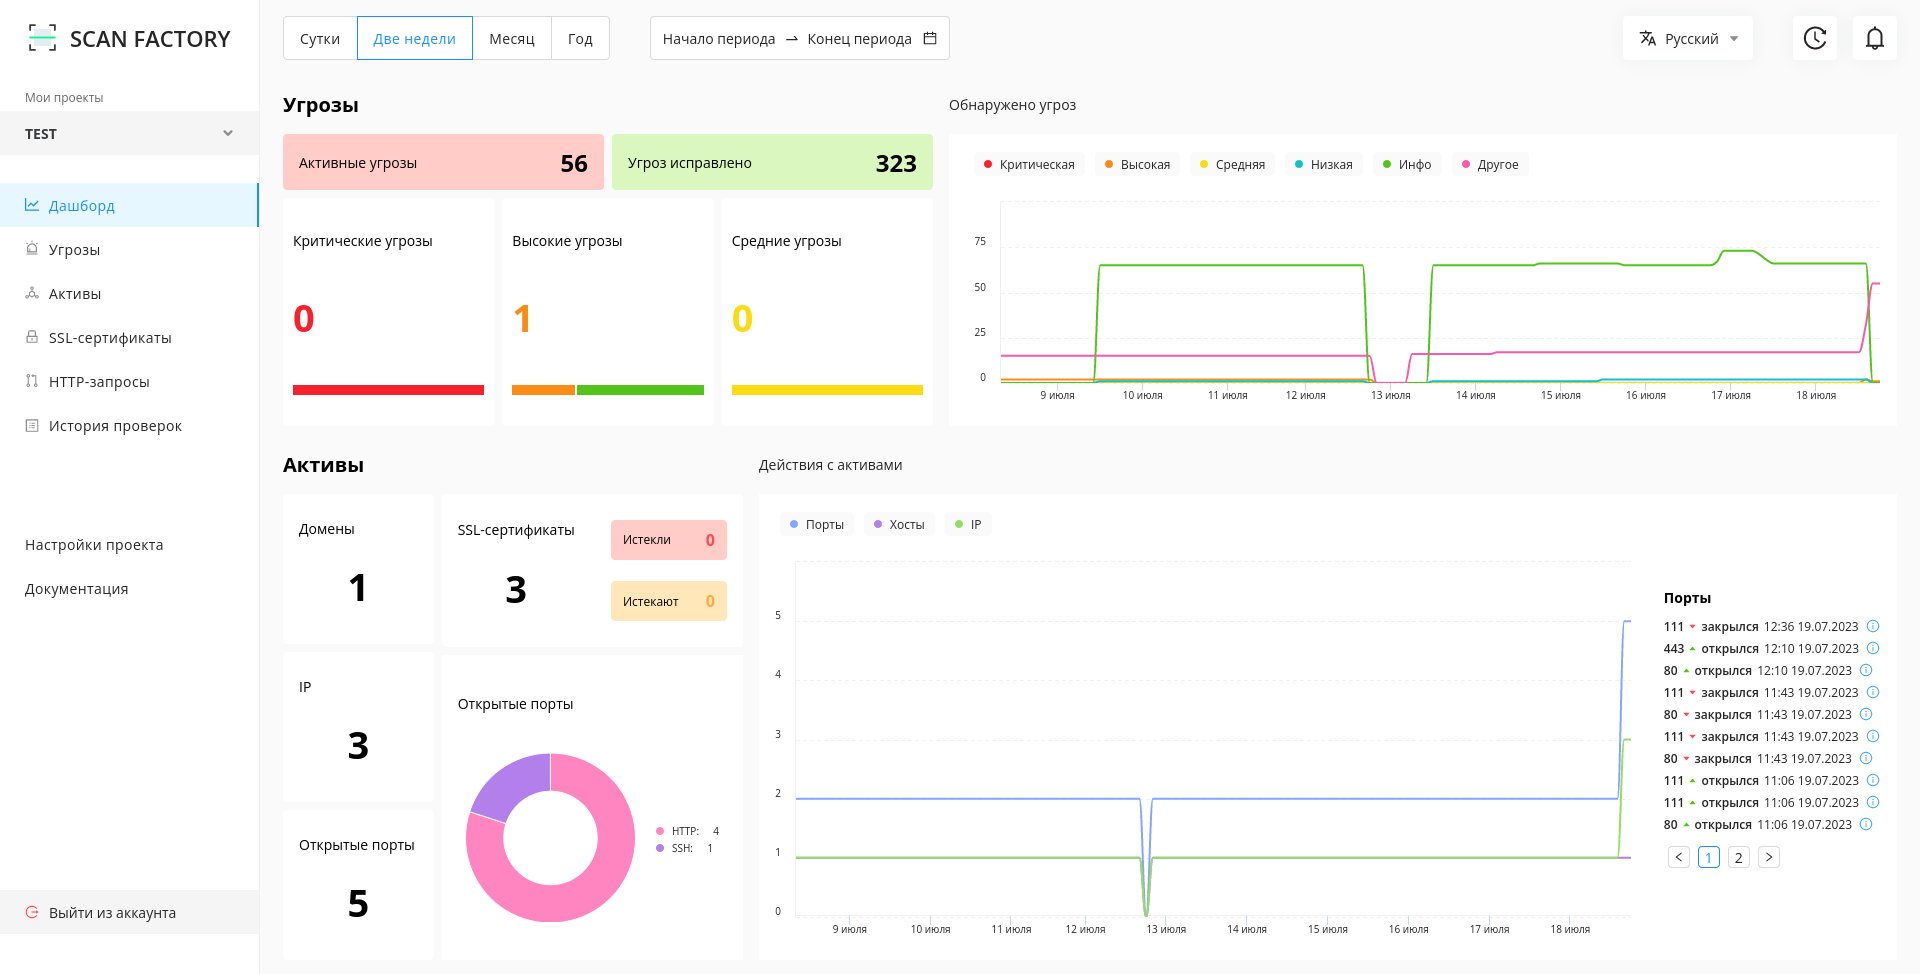 SCAN FACTORY
Мои проекты
TEST
Дашборд
Угрозы
Активы
SSL-сертификаты
HTTP-запросы
История проверок
Настройки проекта
Документация
Выйти из аккаунта
Сутки
Две недели
Месяц
Год
Начало периода → Конец периода
Русский
Угрозы
Активные угрозы 56
Угроз исправлено 323
Критические угрозы
0
Высокие угрозы
1
Средние угрозы
0
Обнаружено угроз
Критическая
Высокая
Средняя
Низкая
Инфо
Другое
75
50
25
0
9 июля
10 июля
11 июля
12 июля
13 июля
14 июля
15 июля
16 июля
17 июля
18 июля
Активы
Домены
1
IP
3
Открытые порты
5
SSL-сертификаты
3
Истекли 0
Истекают 0
Открытые порты
HTTP: 4
SSH: 1
Действия с активами
Порты
Хосты
IP
5
4
3
2
1
0
9 июля
10 июля
11 июля
12 июля
13 июля
14 июля
15 июля
16 июля
17 июля
18 июля
Порты
111 закрылся 12:36 19.07.2023
443 открылся 12:10 19.07.2023
80 открылся 12:10 19.07.2023
111 закрылся 11:43 19.07.2023
80 закрылся 11:43 19.07.2023
111 закрылся 11:43 19.07.2023
80 закрылся 11:43 19.07.2023
111 открылся 11:06 19.07.2023
111 открылся 11:06 19.07.2023
80 открылся 11:06 19.07.2023
< 1 2 >